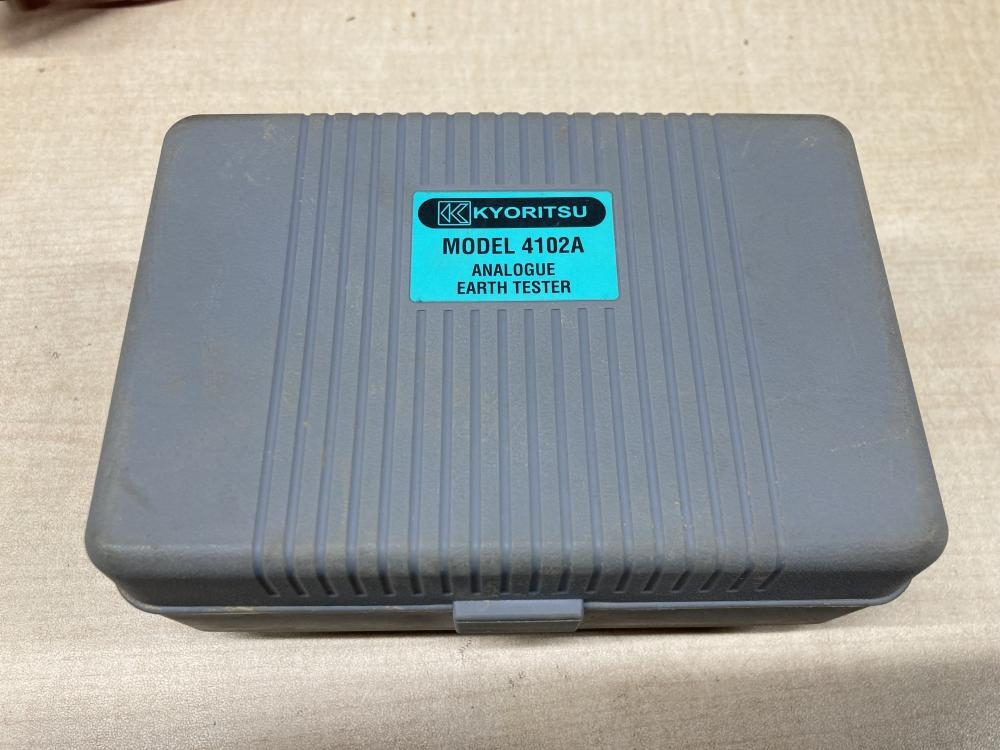 KYORITSU
MODEL 4102A
ANALOGUE
EARTH TESTER